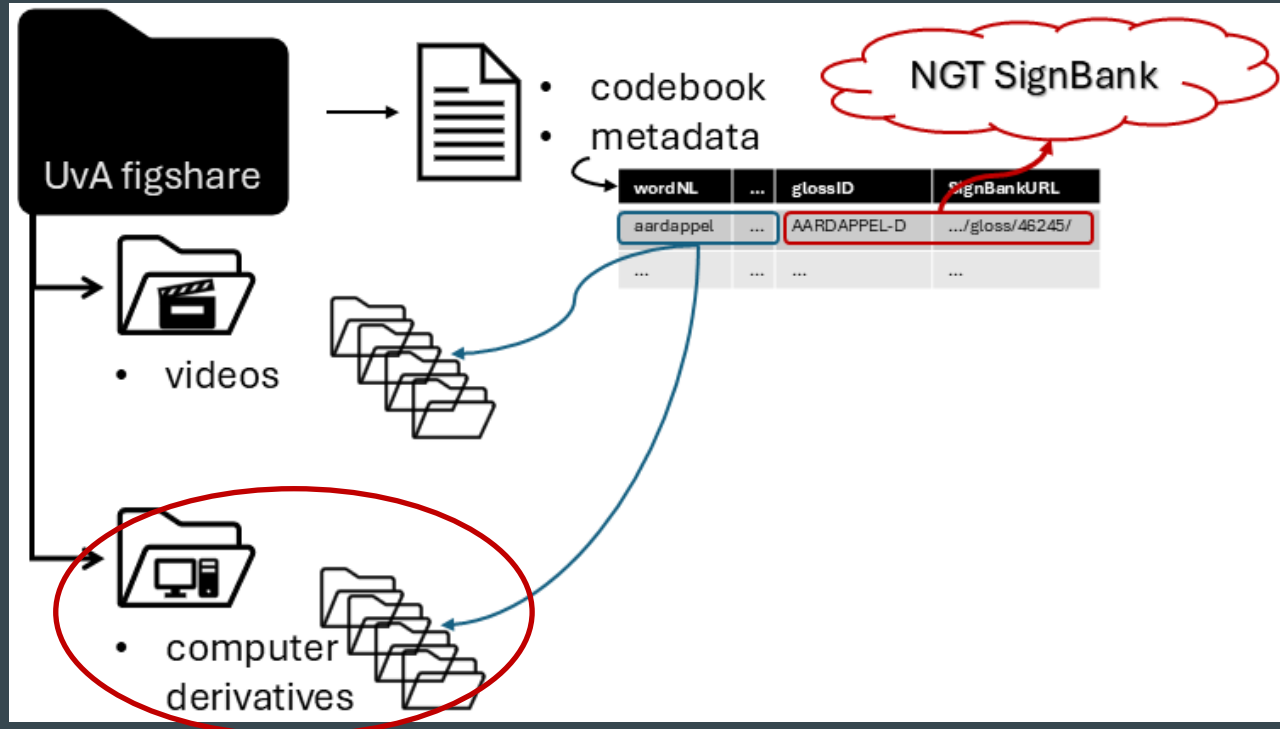 UvA figshare
• codebook
• metadata
NGT SignBank
wordNL ... glossID SignBankURL
aardappel ... AARDAPPEL-D .../gloss/46245/
... ... ... ...
• videos
• computer
derivatives